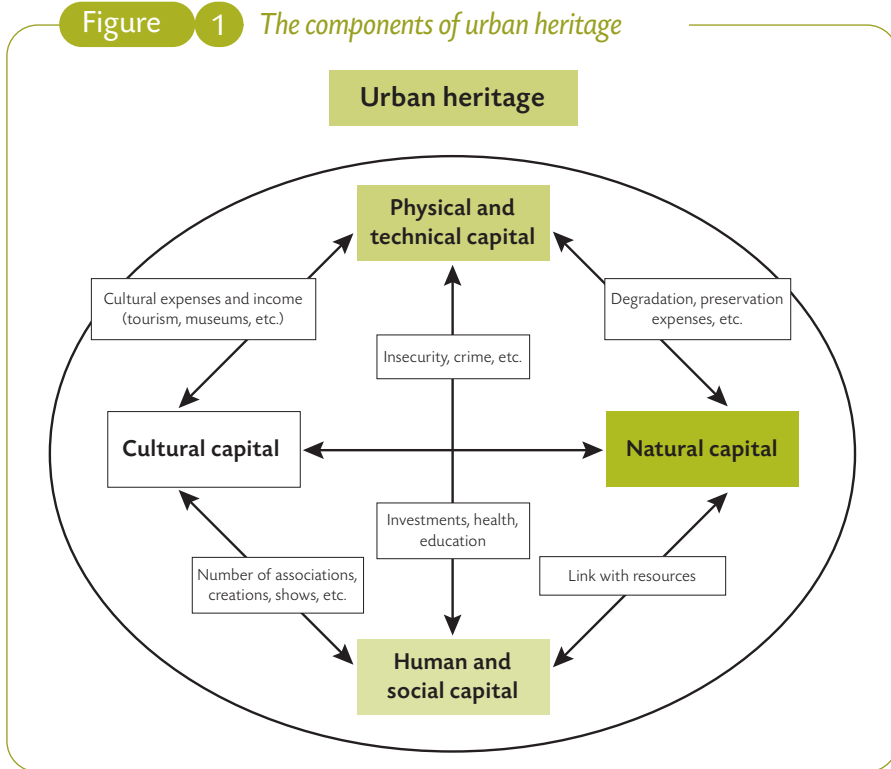 Figure 1 The components of urban heritage
Urban heritage
Physical and
technical capital
Cultural expenses and income
(tourism, museums, etc.)
Degradation, preservation
expenses, etc.
Insecurity, crime, etc.
Cultural capital
Natural capital
Investments, health,
education
Number of associations,
creations, shows, etc.
Link with resources
Human and
social capital